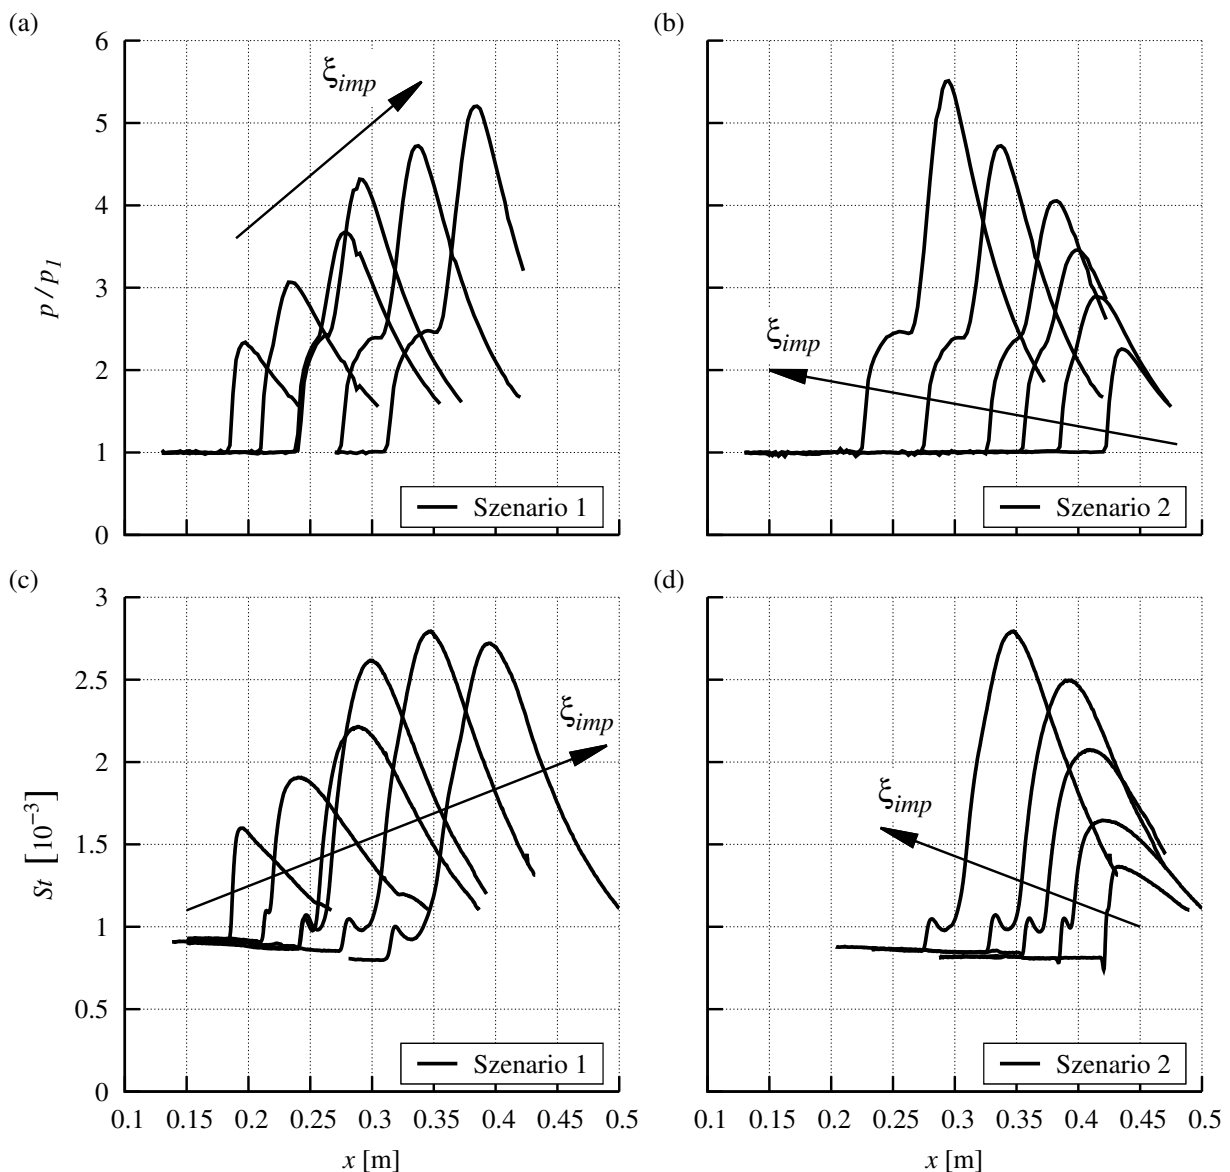 (a)
(b)
6
5
4
3
2
1
0
p/p1
ξimp
ξimp
Szenario 1
Szenario 2
(c)
(d)
3
2.5
2
1.5
1
0.5
0
St [10−3]
ξimp
ξimp
Szenario 1
Szenario 2
0.1 0.15 0.2 0.25 0.3 0.35 0.4 0.45 0.5
0.1 0.15 0.2 0.25 0.3 0.35 0.4 0.45 0.5
x [m]
x [m]